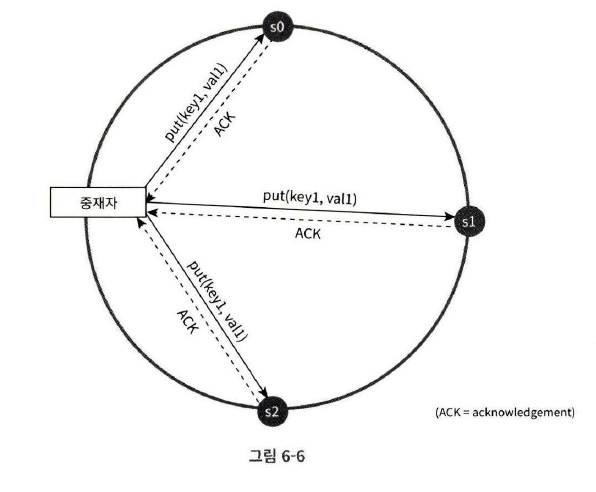 s0
put(key1, val1)
ACK
중재자
put(key1, val1)
s1
ACK
put(key1, val1)
ACK
s2
(ACK = acknowledgement)
그림 6-6